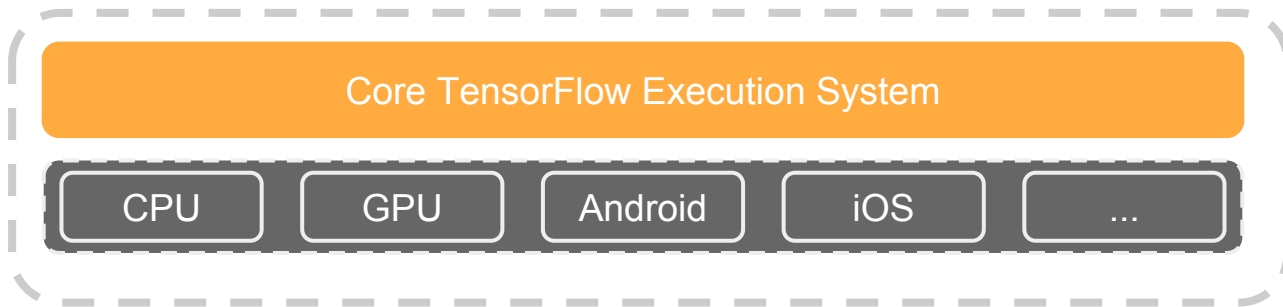 Core TensorFlow Execution System
CPU GPU Android iOS ...